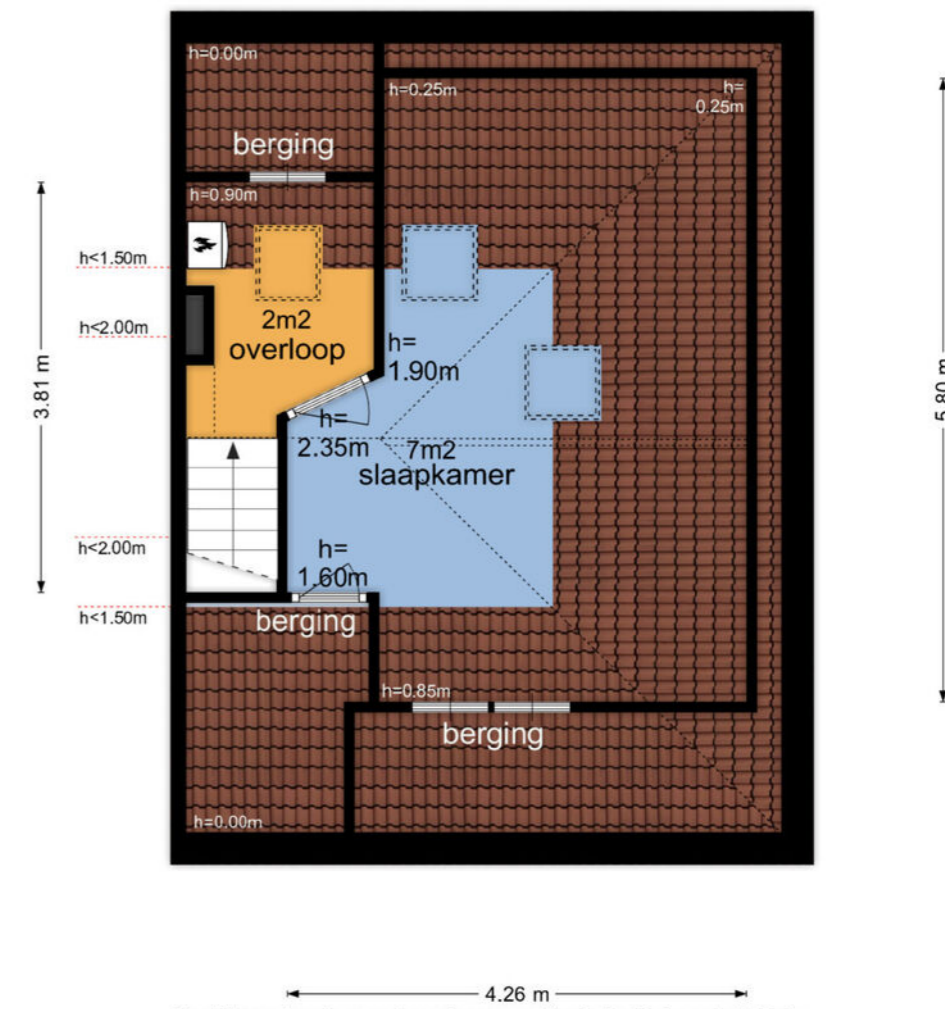 h=0.00m
h=0.25m
h=
0.25m
berging
h=0.90m
h<1.50m
2m2
overloop
h<2.00m
h=
1.90m
3.81 m
5.80 m
h=
2.35m
7m2
slaapkamer
h<2.00m
h=
1.60m
h<1.50m
berging
h=0.85m
berging
h=0.00m
4.26 m